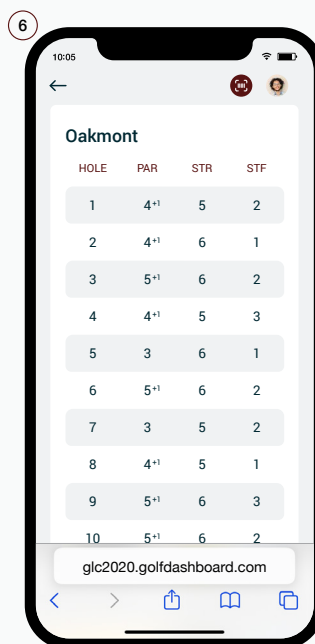 6
10:05
Oakmont
HOLE PAR STR STF
1 4+1 5 2
2 4+1 6 1
3 5+1 6 2
4 4+1 5 3
5 3 6 1
6 5+1 6 2
7 3 5 2
8 4+1 5 1
9 5+1 6 3
10 5+1 6 2
glc2020.golfdashboard.com